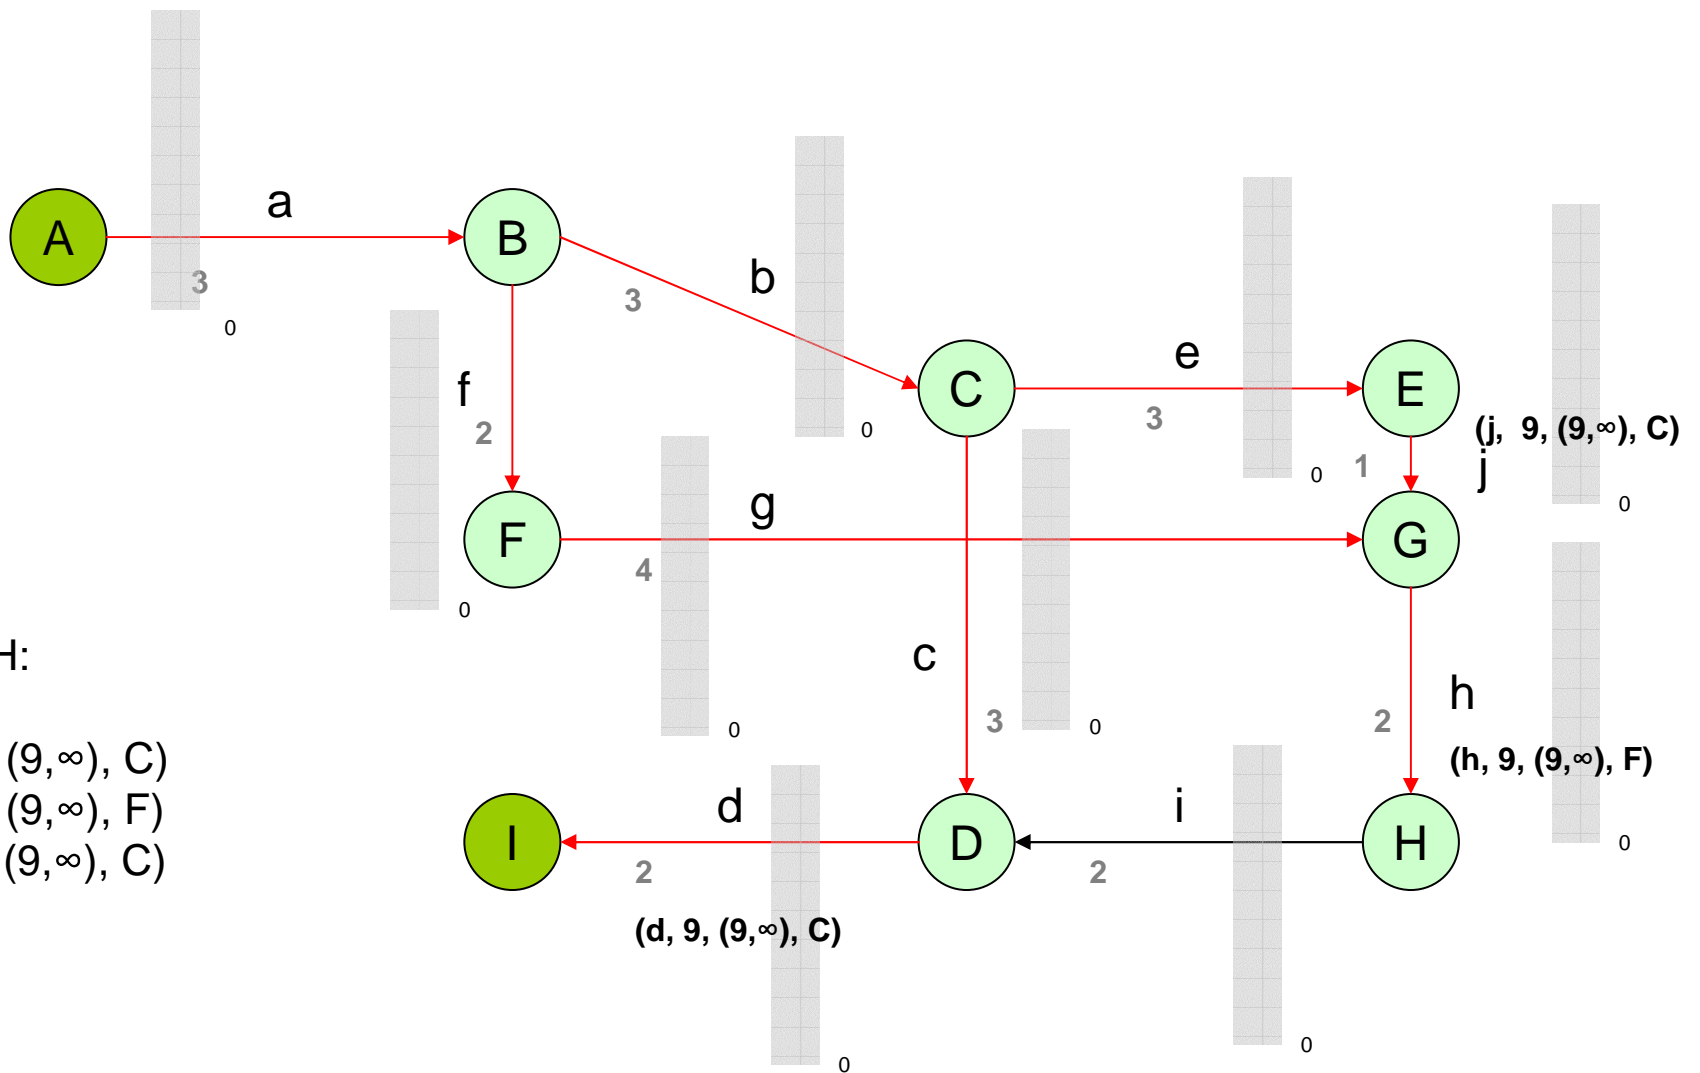 a
A
B
3
b
3
0
e
C
E
f
3
2
0
(j, 9, (9,∞), C)
1
j
0
g
0
F
G
4
0
H:
c
h
3
2
0
0
(9,∞), C)
(h, 9, (9,∞), F)
(9,∞), F)
d
i
I
D
H
0
(9,∞), C)
2
2
(d, 9, (9,∞), C)
0
0